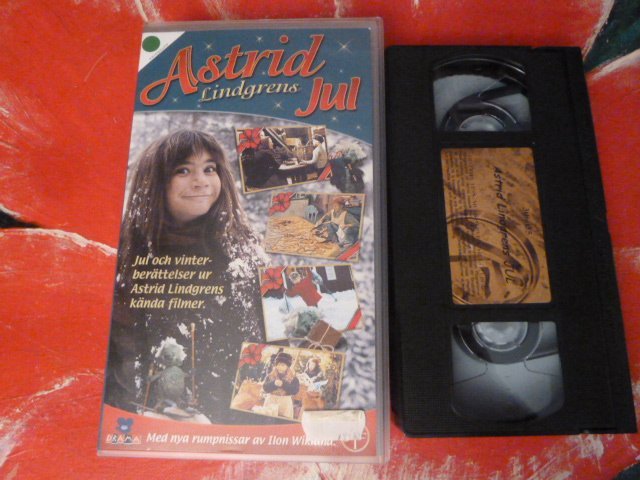 Astrid
Lindgrens Jul
Jul och vinter-
berättelser ur
Astrid Lindgrens
kända filmer.
DRAMA
Med nya rumpnissar av Ilon Wikland.
Astrid Lindgrens Jul